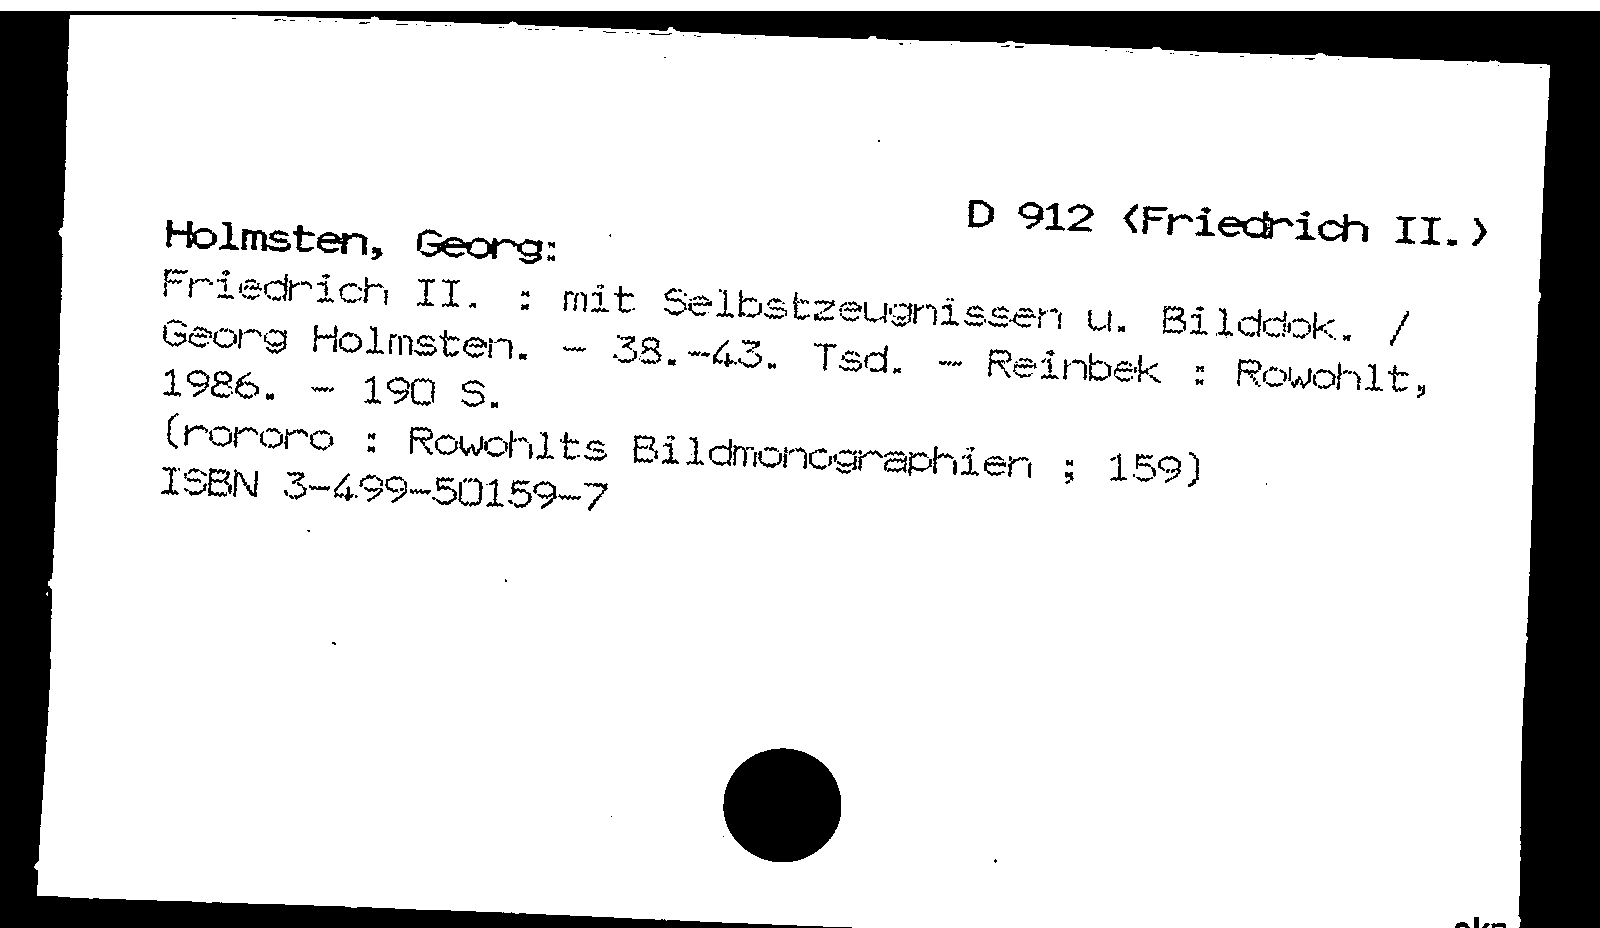 D 912 (Friedrich II.)
Holmsten, Georg:
Friedrich II. : mit Selbstzeugnissen u. Bilddok. /
Georg Holmsten. - 38.-43. Tsd. - Reinbek : Rowohlt,
1986. - 190 S.
(rororo : Rowohlts Bildmonographien ; 159)
ISBN 3-499-50159-7